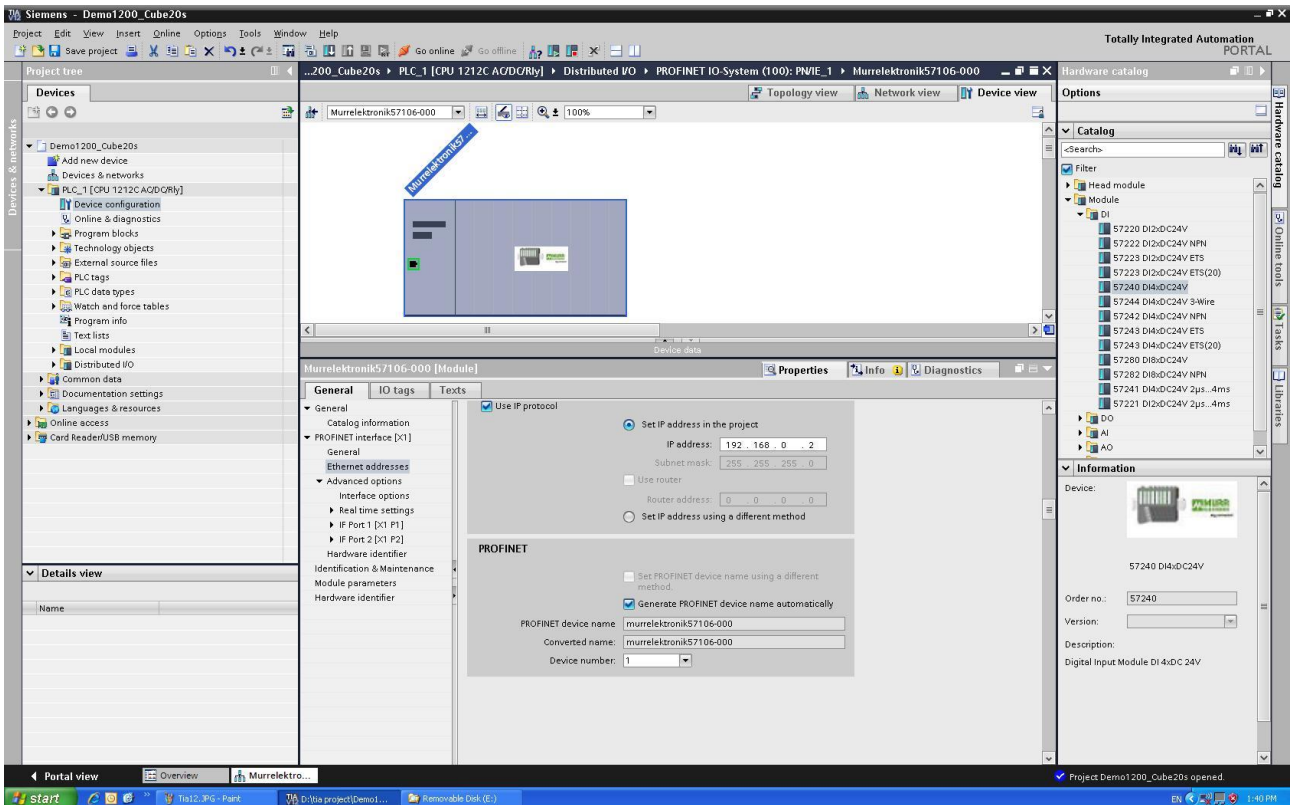 Siemens - Demo1200_Cube20s
Project Edit View Insert Online Options Tools Window Help
Save project
Go online
Go offline
Totally Integrated Automation
PORTAL
Project tree
...200_Cube20s ▸ PLC_1 [CPU 1212C AC/DC/Rly] ▸ Distributed I/O ▸ PROFINET IO-System (100): PN/IE_1 ▸ Murrelektronik57106-000
Hardware catalog
Devices
Topology view
Network view
Device view
Options
Murrelektronik57106-000
100%
Devices & networks
Demo1200_Cube20s
Add new device
Devices & networks
PLC_1 [CPU 1212C AC/DC/Rly]
Device configuration
Online & diagnostics
Program blocks
Technology objects
External source files
PLC tags
PLC data types
Watch and force tables
Program info
Text lists
Local modules
Distributed I/O
Common data
Documentation settings
Languages & resources
Online access
Card Reader/USB memory
Details view
Name
Murrelektronik57...
MURR
Device data
Murrelektronik57106-000 [Module]
Properties
Info
Diagnostics
General
IO tags
Texts
General
Catalog information
PROFINET interface [X1]
General
Ethernet addresses
Advanced options
Interface options
Real time settings
IF Port 1 [X1 P1]
IF Port 2 [X1 P2]
Hardware identifier
Identification & Maintenance
Module parameters
Hardware identifier
Use IP protocol
Set IP address in the project
IP address: 192 . 168 . 0 . 2
Subnet mask: 255 . 255 . 255 . 0
Use router
Router address: 0 . 0 . 0 . 0
Set IP address using a different method
PROFINET
Set PROFINET device name using a different
method.
Generate PROFINET device name automatically
PROFINET device name murrelektronik57106-000
Converted name: murrelektronik57106-000
Device number: 1
Catalog
<Search>
Filter
Head module
Module
DI
57220 DI2xDC24V
57222 DI2xDC24V NPN
57223 DI2xDC24V ETS
57223 DI2xDC24V ETS(20)
57240 DI4xDC24V
57244 DI4xDC24V 3-Wire
57242 DI4xDC24V NPN
57243 DI4xDC24V ETS
57243 DI4xDC24V ETS(20)
57280 DI8xDC24V
57282 DI8xDC24V NPN
57241 DI4xDC24V 2µs...4ms
57221 DI2xDC24V 2µs...4ms
DO
AI
AO
Information
Device:
MURR
57240 DI4xDC24V
Order no.: 57240
Version:
Description:
Digital Input Module DI 4xDC 24V
Hardware catalog
Online tools
Tasks
Libraries
Portal view
Overview
Murrelektro...
Project Demo1200_Cube20s opened.
start
Tia12.JPG - Paint
D:\tia project\Demo1...
Removable Disk (E:)
EN
1:40 PM